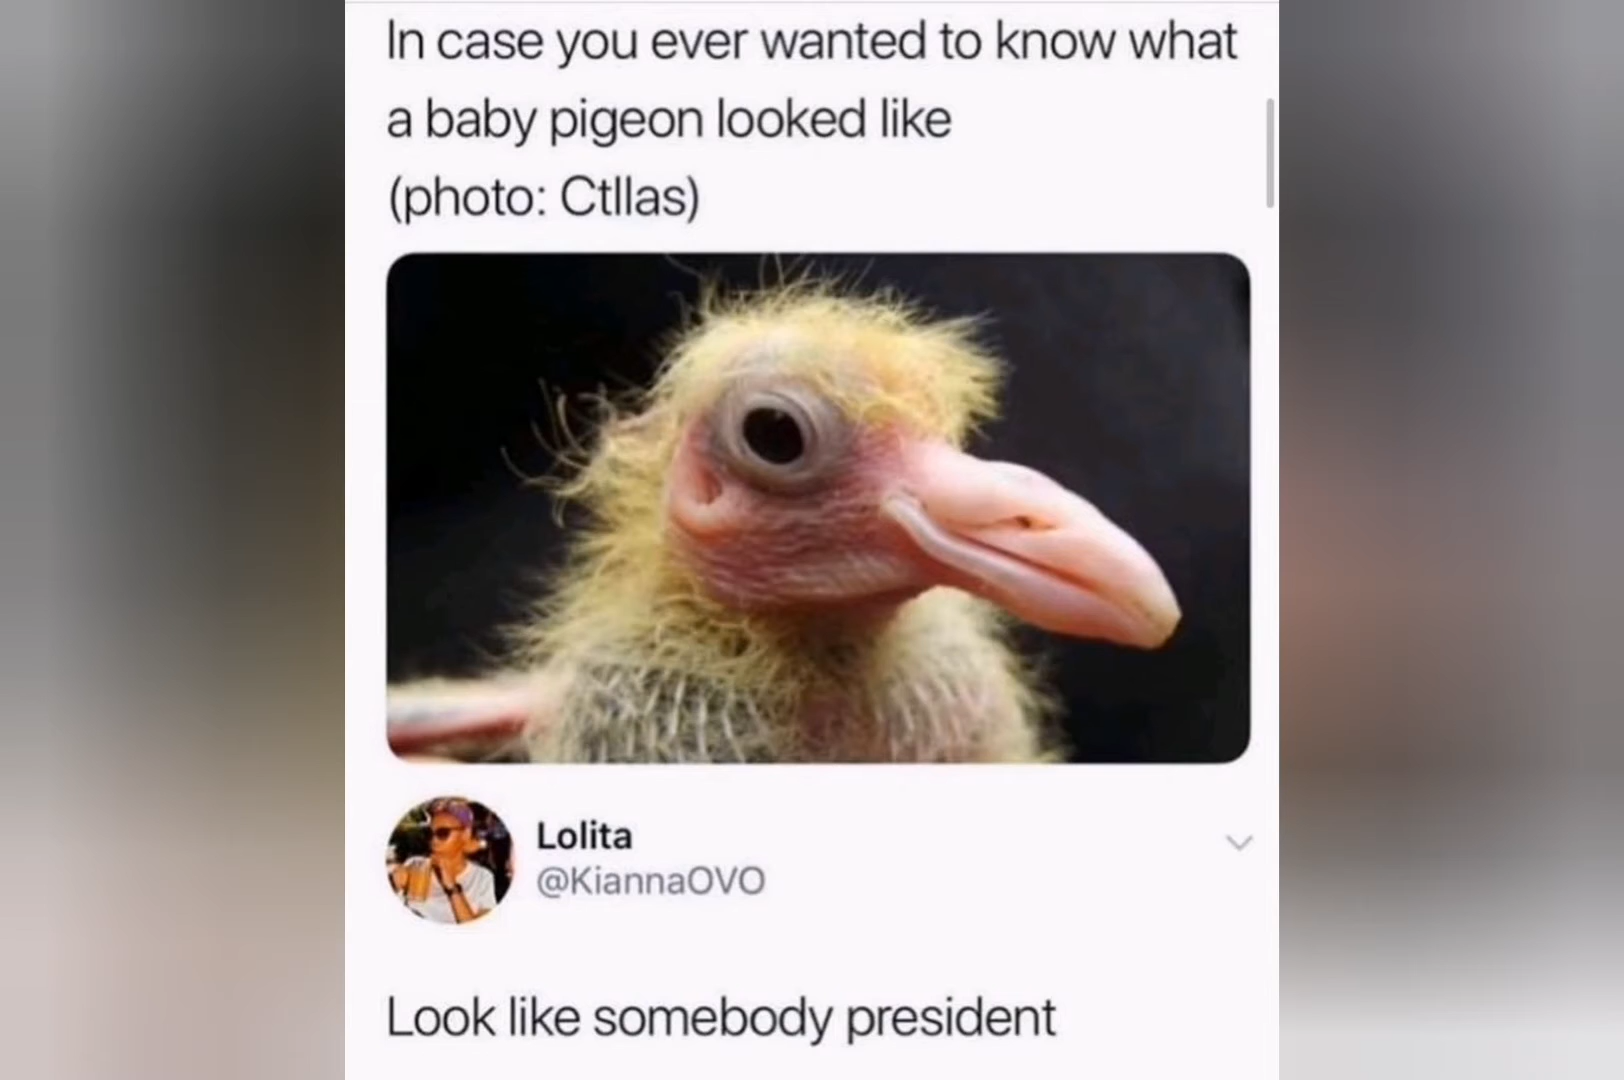 In case you ever wanted to know what
a baby pigeon looked like
(photo: Ctllas)
Lolita
@KiannaOVO
Look like somebody president